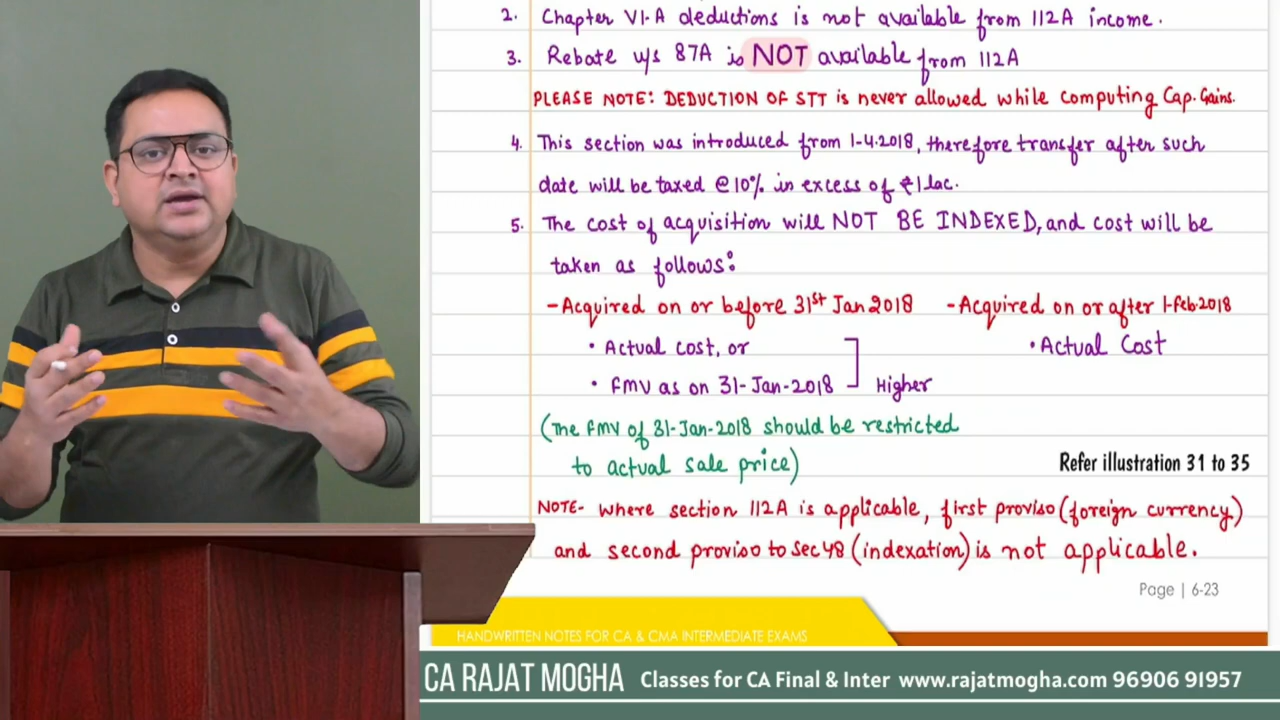 2. Chapter VI-A deductions is not available from 112A income.
3. Rebate u/s 87A is NOT available from 112A
PLEASE NOTE: DEDUCTION OF STT is never allowed while computing Cap. Gains.
4. This section was introduced from 1-4-2018, therefore transfer after such
date will be taxed @10% in excess of ₹1 lac.
5. The cost of acquisition will NOT BE INDEXED, and cost will be
taken as follows:
- Acquired on or before 31st Jan 2018
- Acquired on or after 1-Feb-2018
• Actual cost, or
• Actual Cost
• FMV as on 31-Jan-2018
Higher
(The FMV of 31-Jan-2018 should be restricted
to actual sale price)
Refer illustration 31 to 35
NOTE- where section 112A is applicable, first proviso (foreign currency)
and second proviso to Sec 48 (indexation) is not applicable.
Page | 6-23
HANDWRITTEN NOTES FOR CA & CMA INTERMEDIATE EXAMS
CA RAJAT MOGHA Classes for CA Final & Inter www.rajatmogha.com 96906 91957